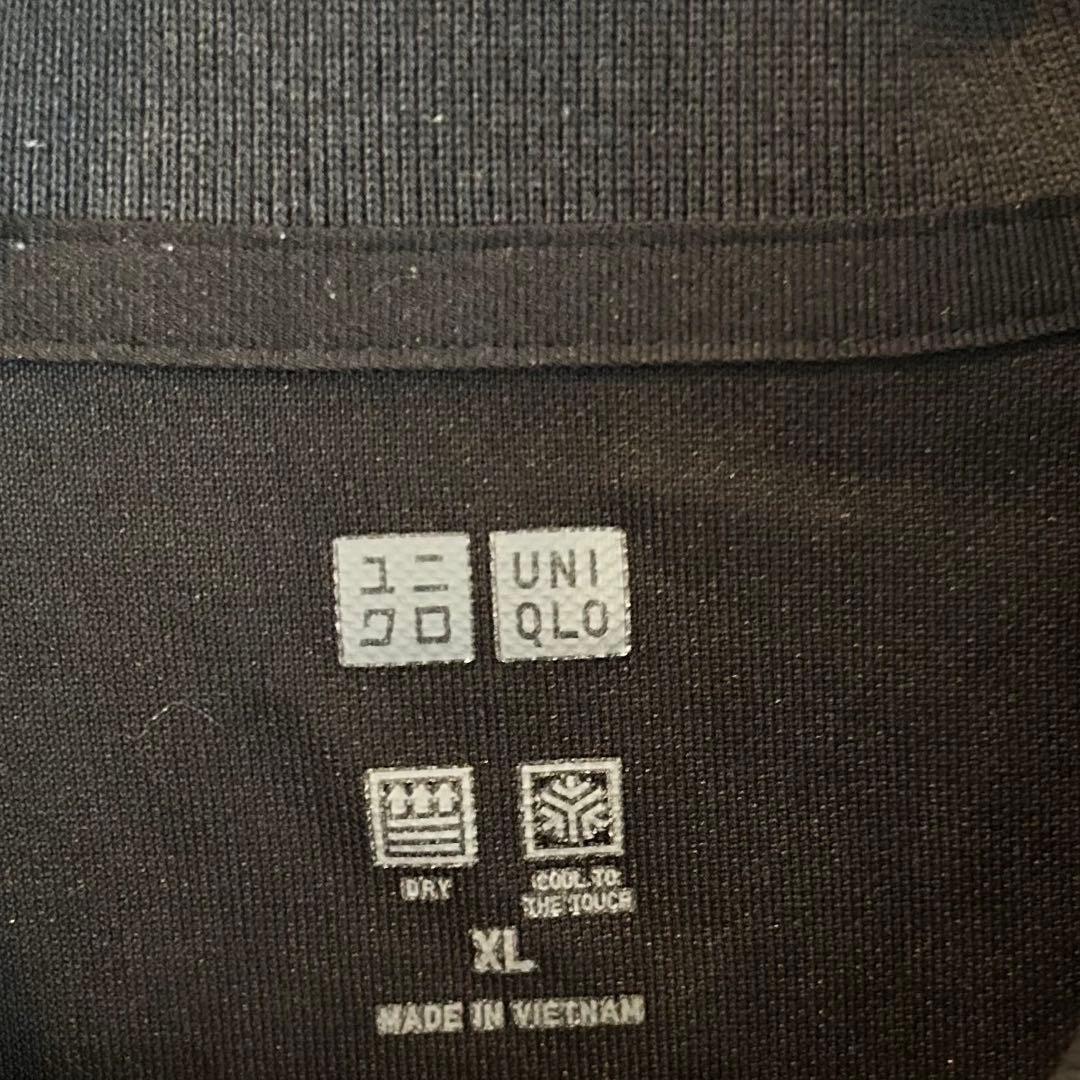 ユニ
クロ
UNI
QLO
DRY
COOL TO
THE TOUCH
XL
MADE IN VIETNAM